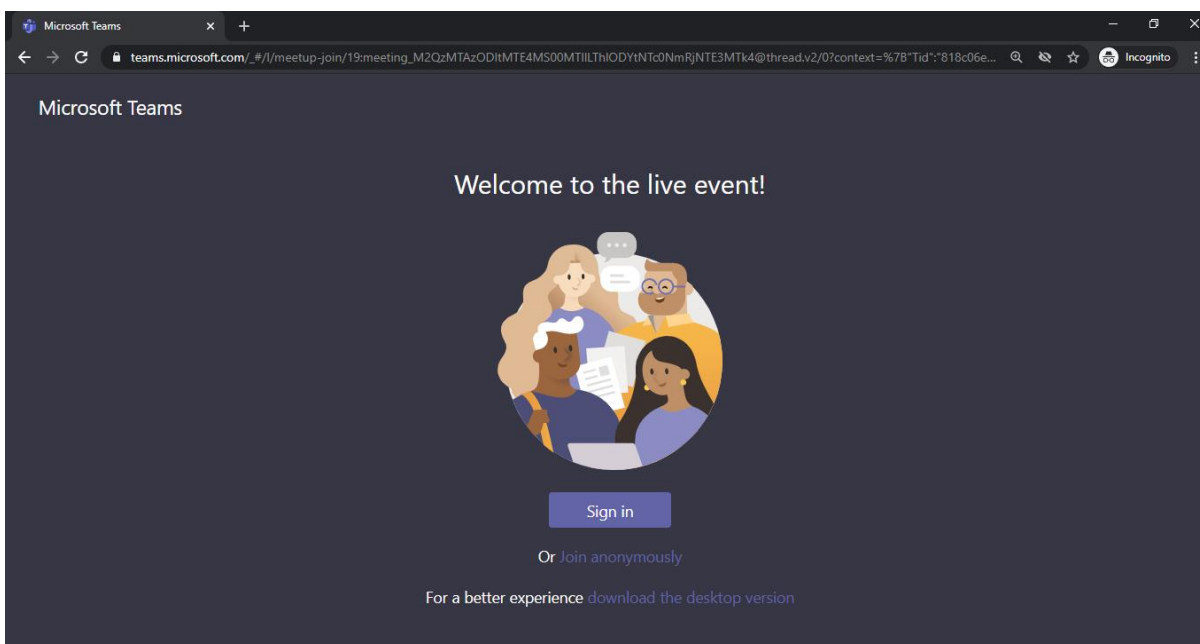 Microsoft Teams
teams.microsoft.com/_#/l/meetup-join/19:meeting_M2QzMTAzODItMTE4MS00MTllLThlODYtNTc0NmRjNTE3MTk4@thread.v2/0?context=%7B"Tid":"818c06e...
Incognito
Microsoft Teams
Welcome to the live event!
Sign in
Or Join anonymously
For a better experience download the desktop version